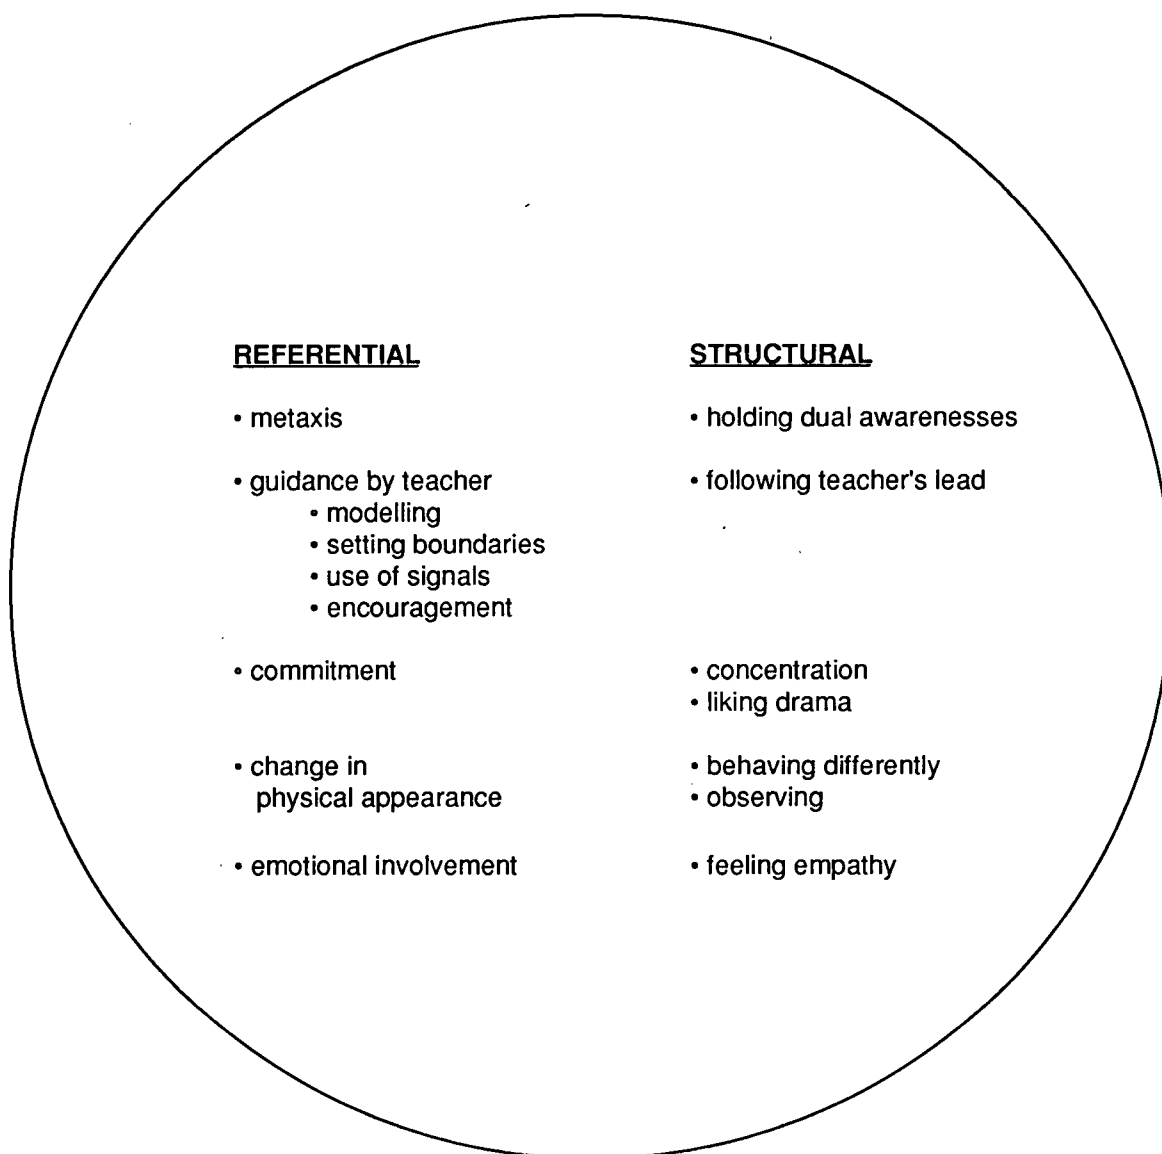 REFERENTIAL
• metaxis
• guidance by teacher
• modelling
• setting boundaries
• use of signals
• encouragement
• commitment
• change in
physical appearance
• emotional involvement
STRUCTURAL
• holding dual awarenesses
• following teacher's lead
• concentration
• liking drama
• behaving differently
• observing
• feeling empathy